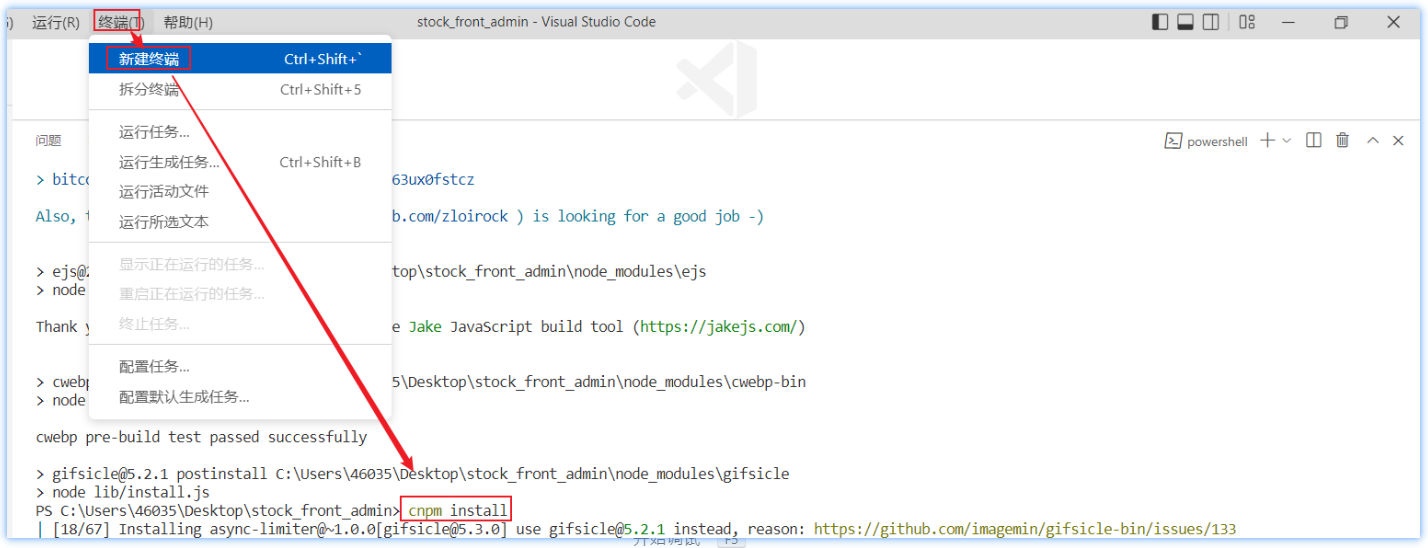 运行(R) 终端(T) 帮助(H) stock_front_admin - Visual Studio Code
新建终端 Ctrl+Shift+`
拆分终端 Ctrl+Shift+5
问题 powershell
运行任务...
运行生成任务... Ctrl+Shift+B
运行活动文件
运行所选文本
显示正在运行的任务...
重启正在运行的任务...
终止任务...
配置任务...
配置默认生成任务...
> bitco 63ux0fstcz
Also, b.com/zloirock ) is looking for a good job -)
> ejs@2 top\stock_front_admin\node_modules\ejs
> node
Thank y e Jake JavaScript build tool (https://jakejs.com/)
> cwebp 5\Desktop\stock_front_admin\node_modules\cwebp-bin
> node
cwebp pre-build test passed successfully
> gifsicle@5.2.1 postinstall C:\Users\46035\Desktop\stock_front_admin\node_modules\gifsicle
> node lib/install.js
PS C:\Users\46035\Desktop\stock_front_admin> cnpm install
| [18/67] Installing async-limiter@~1.0.0[gifsicle@5.3.0] use gifsicle@5.2.1 instead, reason: https://github.com/imagemin/gifsicle-bin/issues/133
开始调试 F5